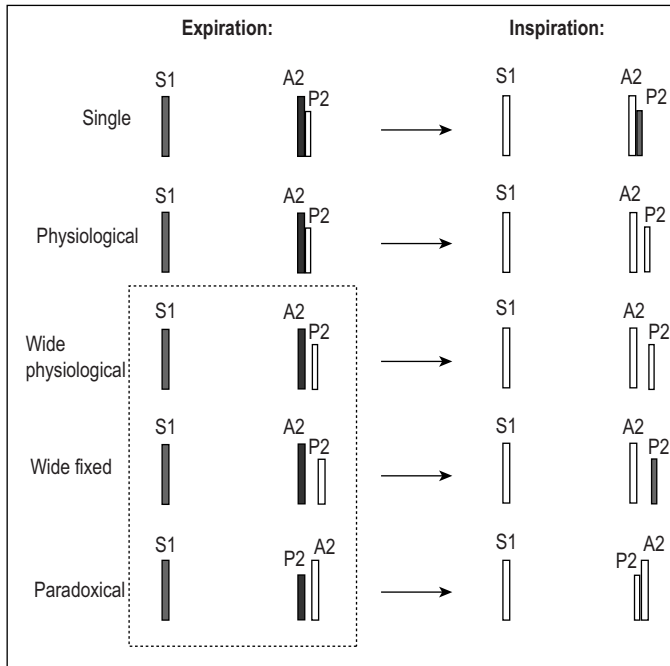 Expiration: Inspiration:
S1 A2 S1 A2
P2 P2
Single
S1 A2 S1 A2
P2 P2
Physiological
S1 A2 S1 A2
P2 P2
Wide
physiological
S1 A2 S1 A2
P2 P2
Wide fixed
S1 A2 S1 A2
P2 P2
Paradoxical